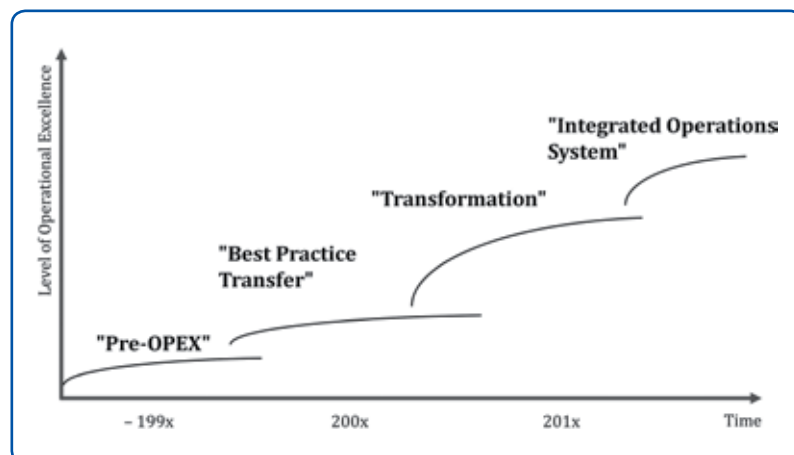 "Integrated Operations
System"
"Transformation"
"Best Practice
Transfer"
"Pre-OPEX"
Level of Operational Excellence
– 199x
200x
201x
Time